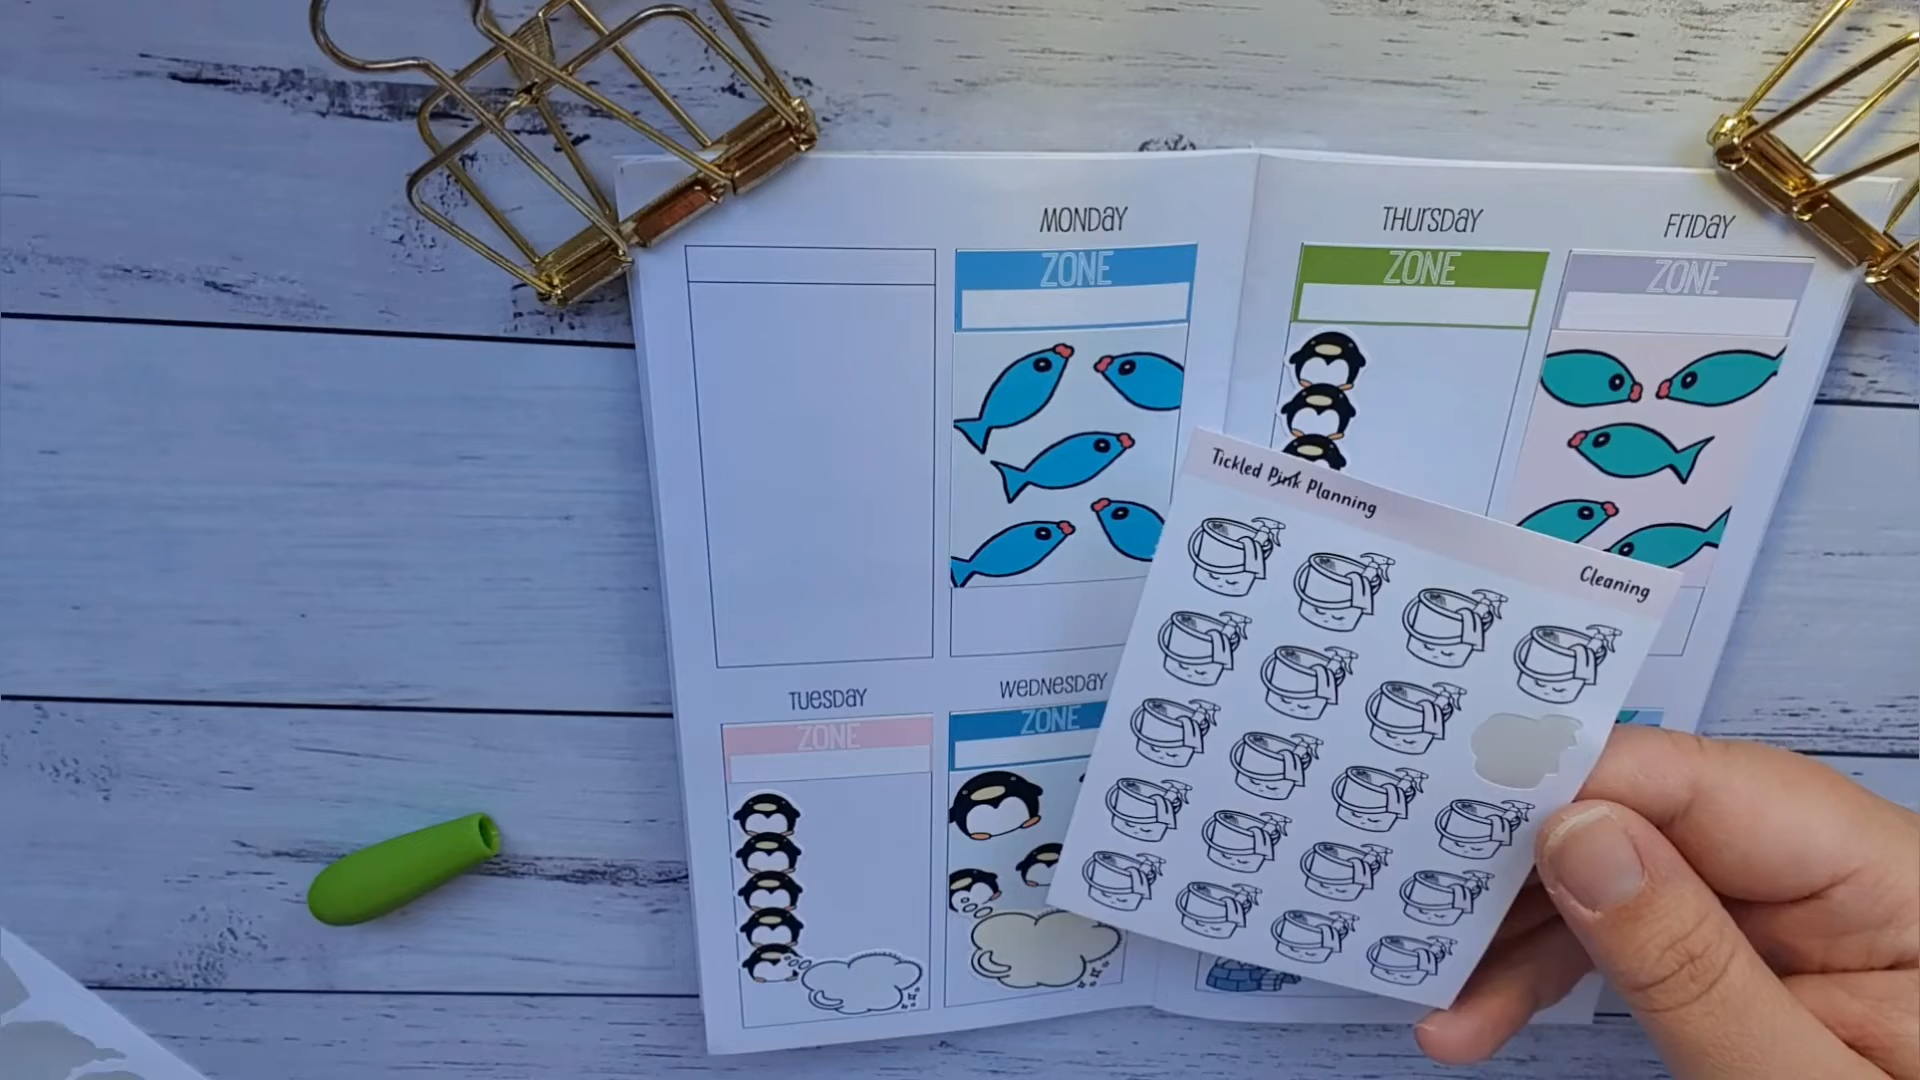 MONDAY
THURSDAY
FRIDAY
ZONE
ZONE
ZONE
Tickled Pink Planning
Cleaning
TUESDAY
WEDNESDAY
ZONE
ZONE